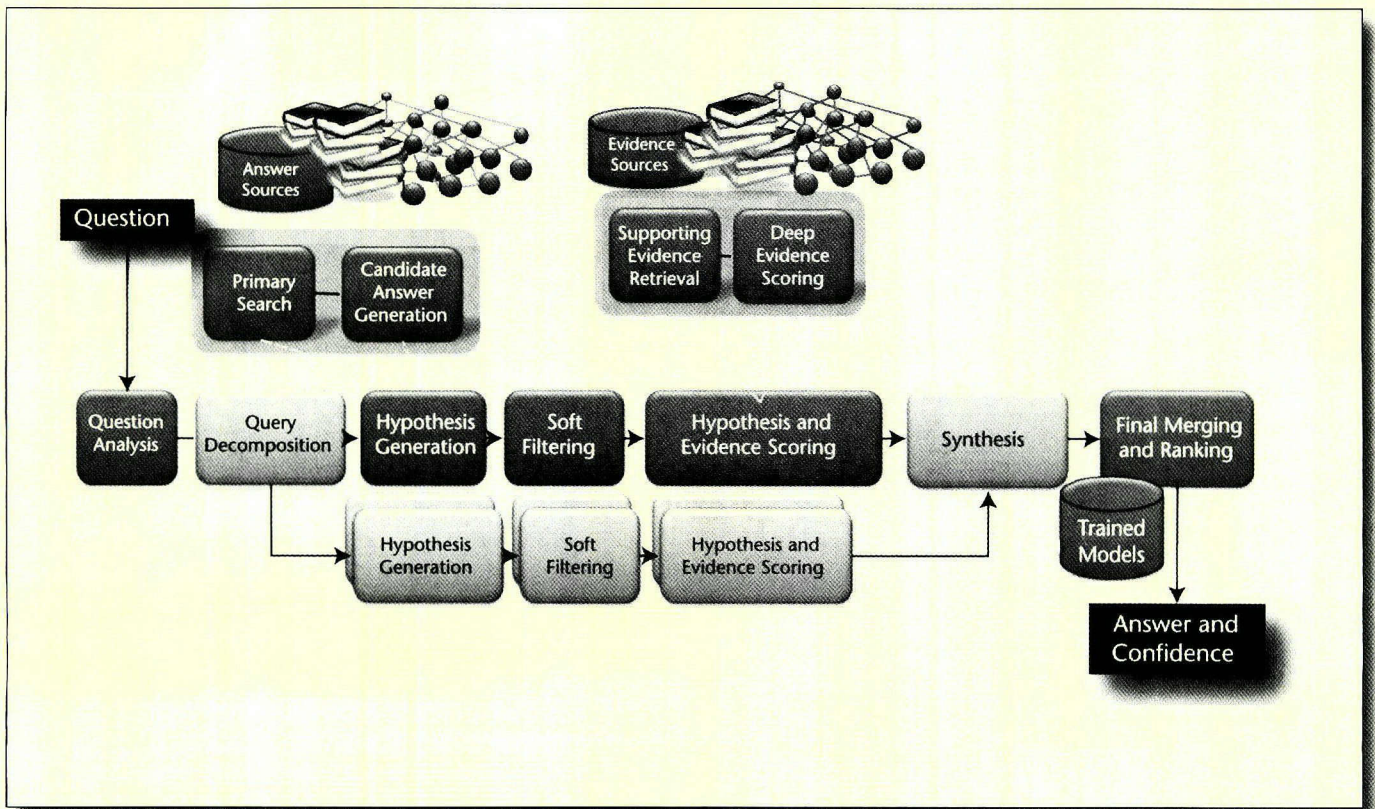 Answer
Sources
Evidence
Sources
Question
Primary
Search
Candidate
Answer
Generation
Supporting
Evidence
Retrieval
Deep
Evidence
Scoring
Question
Analysis
Query
Decomposition
Hypothesis
Generation
Soft
Filtering
Hypothesis and
Evidence Scoring
Synthesis
Final Merging
and Ranking
Hypothesis
Generation
Soft
Filtering
Hypothesis and
Evidence Scoring
Trained
Models
Answer and
Confidence